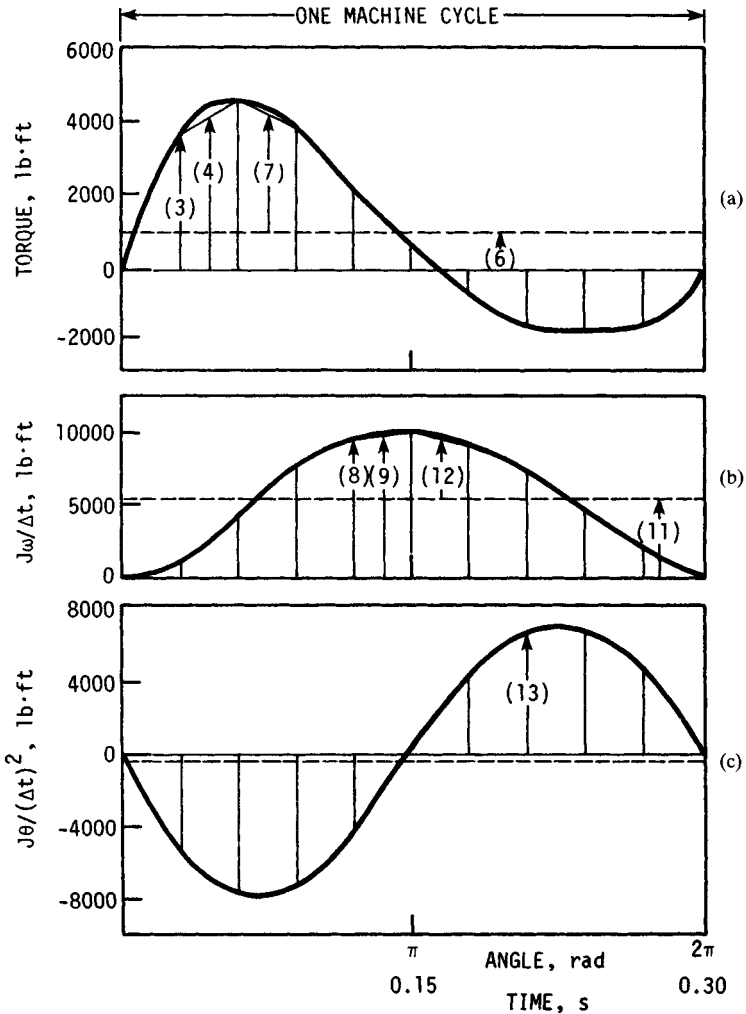 ONE MACHINE CYCLE
6000
4000
2000
0
-2000
TORQUE, lb·ft
(3)
(4)
(7)
(6)
(a)
10000
5000
0
Jω/Δt, lb·ft
(8)
(9)
(12)
(11)
(b)
8000
4000
0
-4000
-8000
Jθ/(Δt)², lb·ft
(13)
(c)
π
2π
ANGLE, rad
0.15
0.30
TIME, s